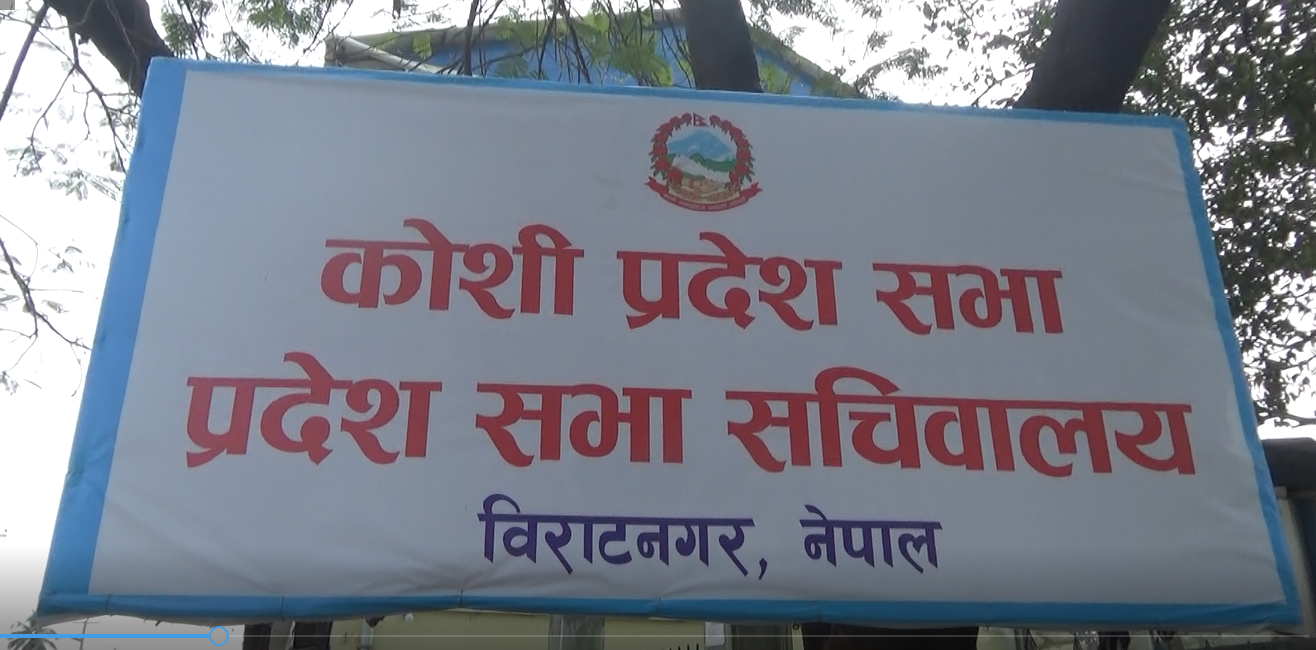 कोशी प्रदेश सभा
प्रदेश सभा सचिवालय
विराटनगर, नेपाल